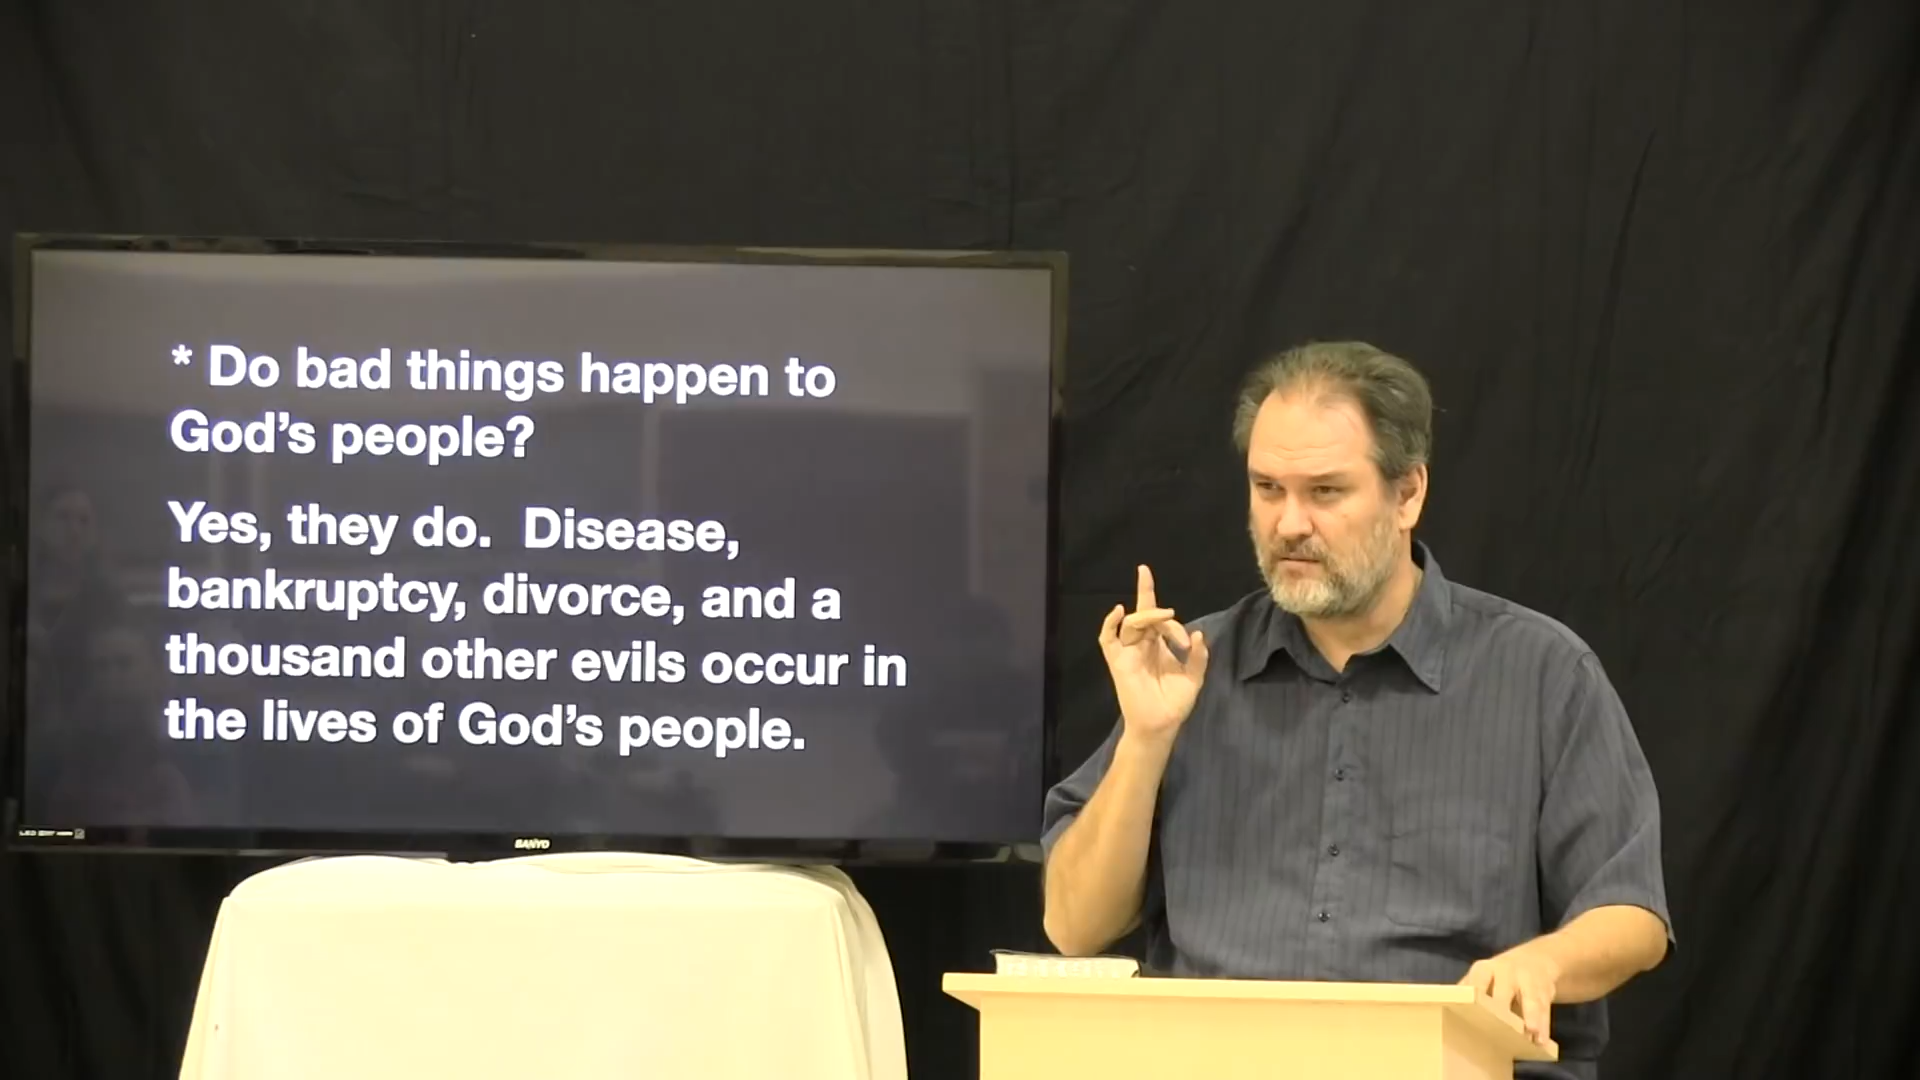 * Do bad things happen to
God’s people?
Yes, they do.  Disease,
bankruptcy, divorce, and a
thousand other evils occur in
the lives of God’s people.
SANYO